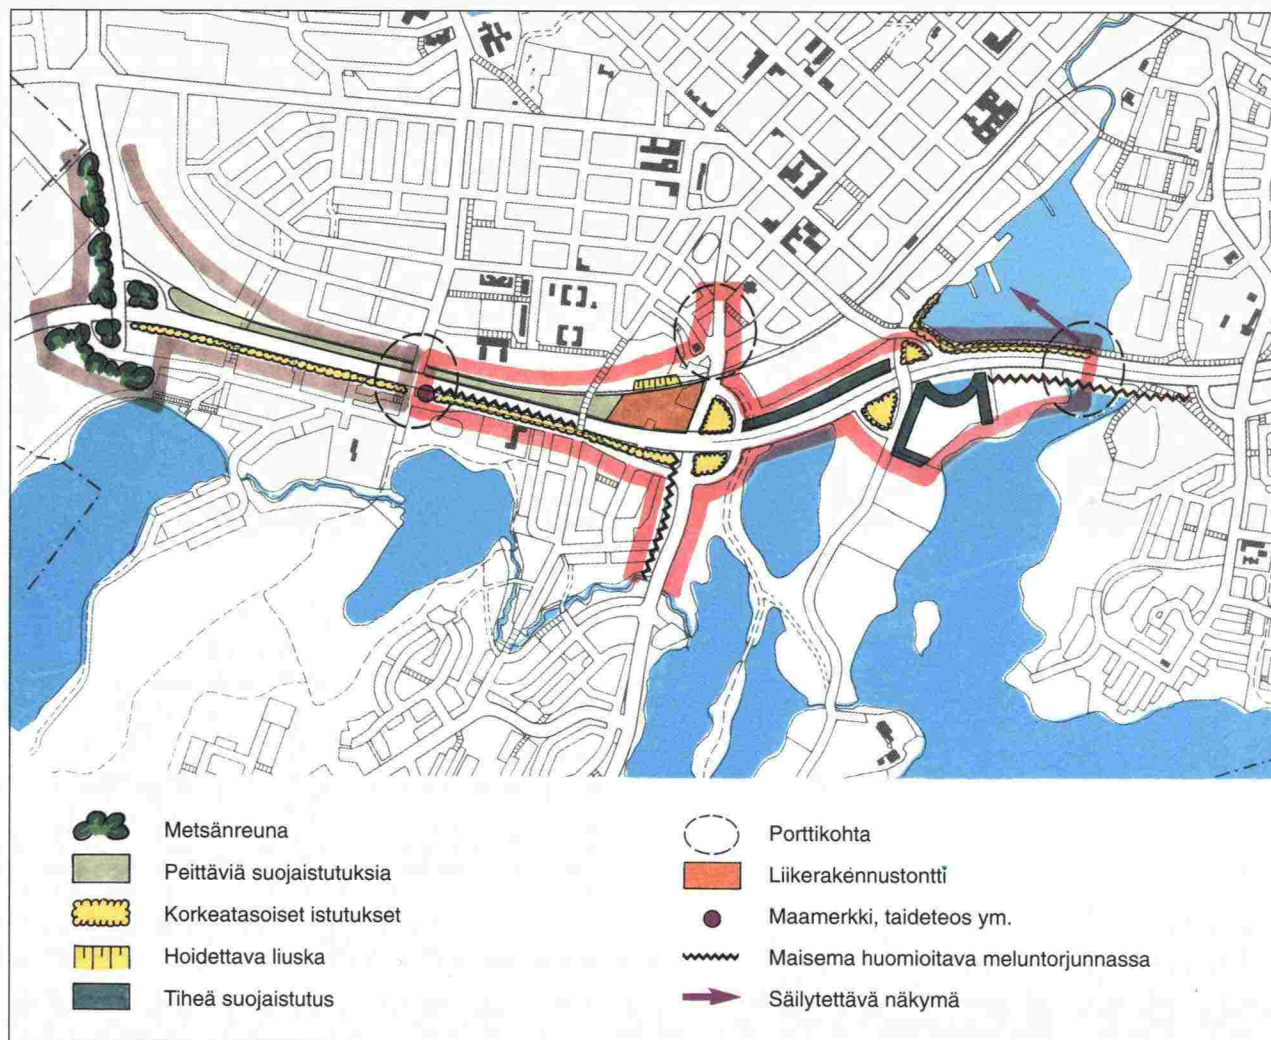 Metsänreuna
Peittäviä suojaistutuksia
Korkeatasoiset istutukset
Hoidettava liuska
Tiheä suojaistutus
Porttikohta
Liikerakennustontti
Maamerkki, taideteos ym.
Maisema huomioitava meluntorjunnassa
Säilytettävä näkymä